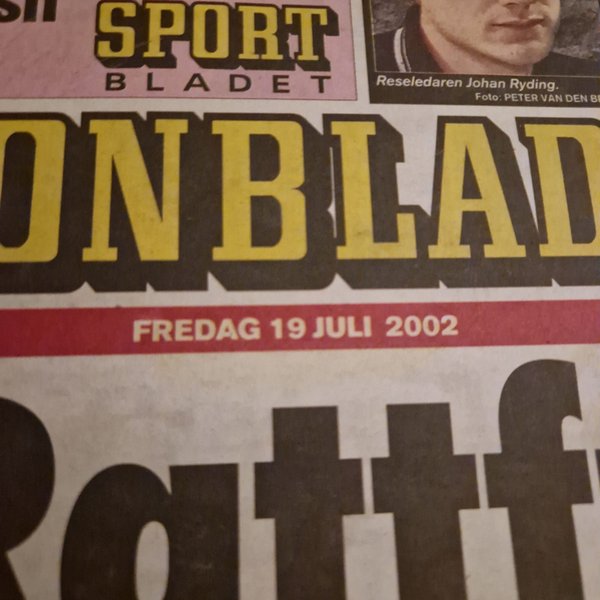 SPORT
BLADET
Reseledaren Johan Ryding.
Foto: PETER VAN DEN
ONBLAD
FREDAG 19 JULI 2002
Rattf